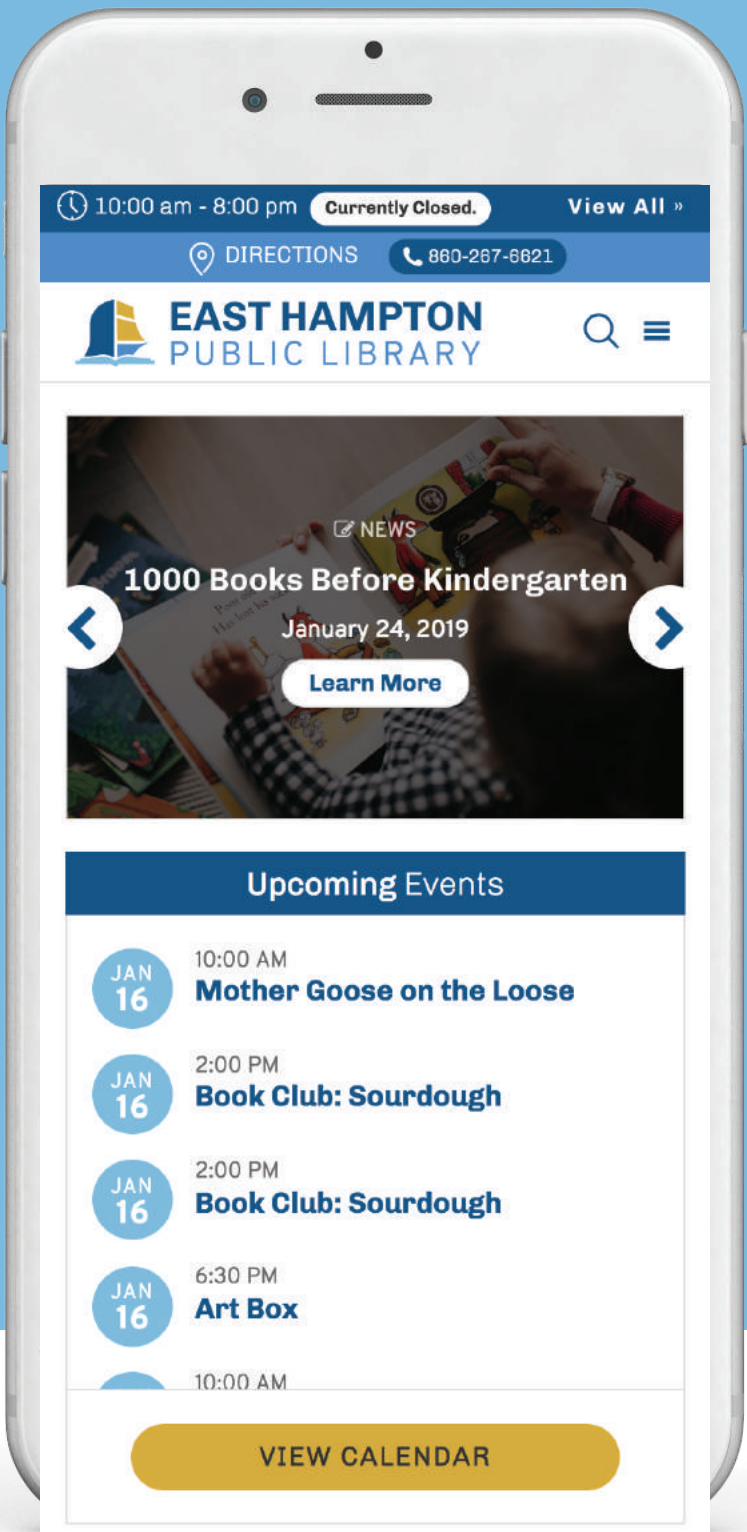 10:00 am - 8:00 pm Currently Closed. View All »
DIRECTIONS 860-267-6621
EAST HAMPTON
PUBLIC LIBRARY
NEWS
1000 Books Before Kindergarten
January 24, 2019
Learn More
Upcoming Events
JAN 16
10:00 AM
Mother Goose on the Loose
JAN 16
2:00 PM
Book Club: Sourdough
JAN 16
2:00 PM
Book Club: Sourdough
JAN 16
6:30 PM
Art Box
10:00 AM
VIEW CALENDAR